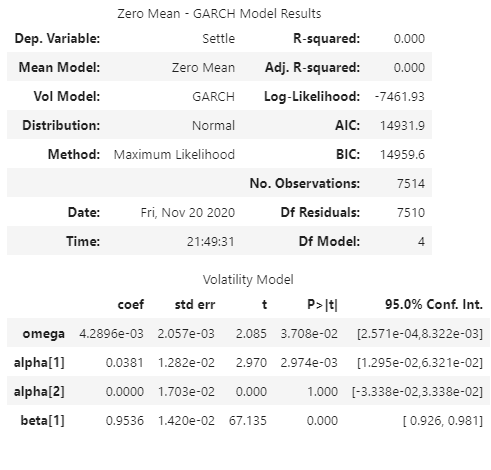 Zero Mean - GARCH Model Results
Dep. Variable: Settle R-squared: 0.000
Mean Model: Zero Mean Adj. R-squared: 0.000
Vol Model: GARCH Log-Likelihood: -7461.93
Distribution: Normal AIC: 14931.9
Method: Maximum Likelihood BIC: 14959.6
No. Observations: 7514
Date: Fri, Nov 20 2020 Df Residuals: 7510
Time: 21:49:31 Df Model: 4
Volatility Model
coef std err t P>|t| 95.0% Conf. Int.
omega 4.2896e-03 2.057e-03 2.085 3.708e-02 [2.571e-04,8.322e-03]
alpha[1] 0.0381 1.282e-02 2.970 2.974e-03 [1.295e-02,6.321e-02]
alpha[2] 0.0000 1.703e-02 0.000 1.000 [-3.338e-02,3.338e-02]
beta[1] 0.9536 1.420e-02 67.135 0.000 [ 0.926, 0.981]